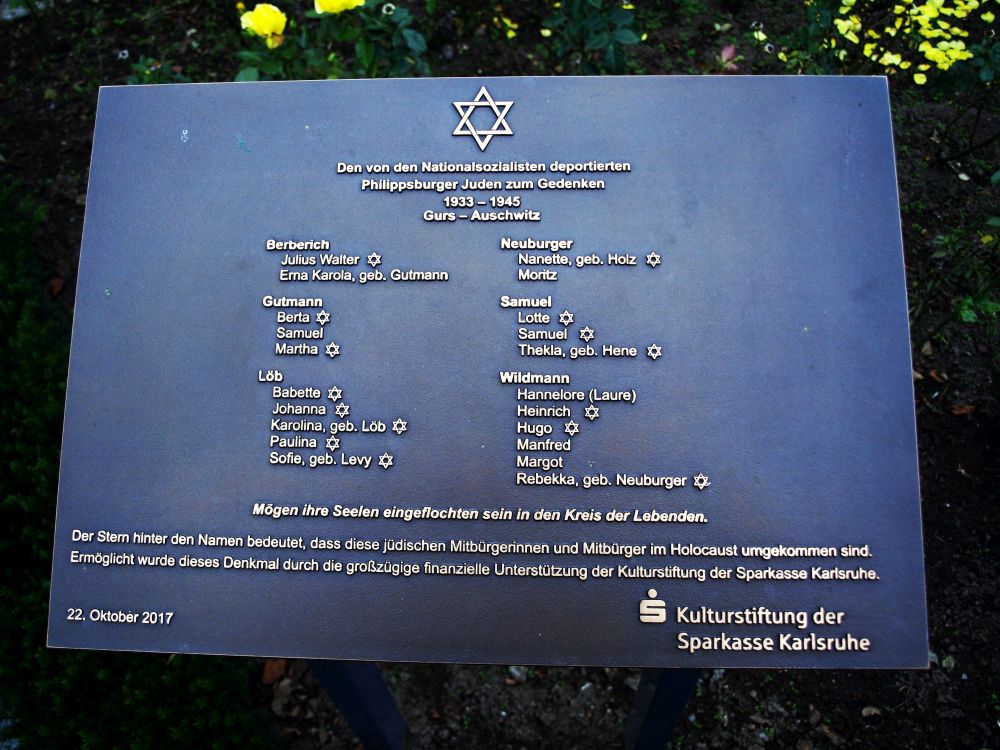 Den von den Nationalsozialisten deportierten
Philippsburger Juden zum Gedenken
1933 – 1945
Gurs – Auschwitz
Berberich
Julius Walter ✡
Erna Karola, geb. Gutmann
Gutmann
Berta ✡
Samuel
Martha ✡
Löb
Babette ✡
Johanna ✡
Karolina, geb. Löb ✡
Paulina ✡
Sofie, geb. Levy ✡
Neuburger
Nanette, geb. Holz ✡
Moritz
Samuel
Lotte ✡
Samuel ✡
Thekla, geb. Hene ✡
Wildmann
Hannelore (Laure)
Heinrich ✡
Hugo ✡
Manfred
Margot
Rebekka, geb. Neuburger ✡
Mögen ihre Seelen eingeflochten sein in den Kreis der Lebenden.
Der Stern hinter den Namen bedeutet, dass diese jüdischen Mitbürgerinnen und Mitbürger im Holocaust umgekommen sind.
Ermöglicht wurde dieses Denkmal durch die großzügige finanzielle Unterstützung der Kulturstiftung der Sparkasse Karlsruhe.
22. Oktober 2017
Kulturstiftung der
Sparkasse Karlsruhe